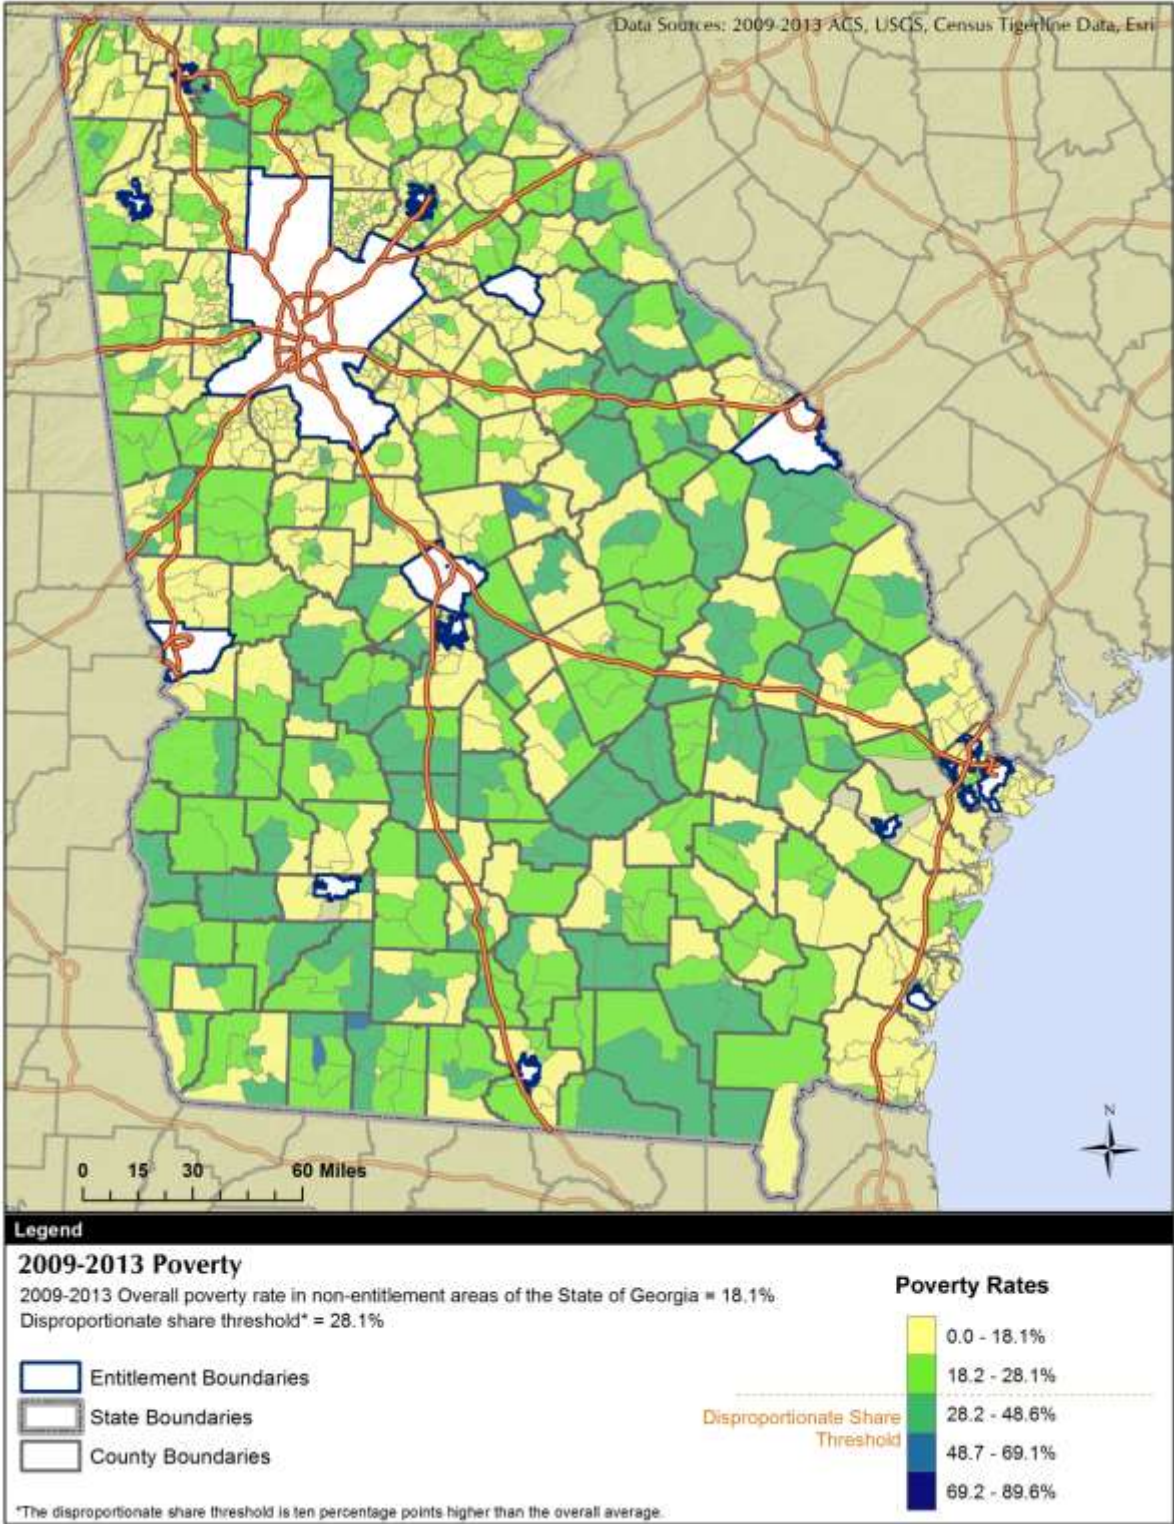 Data Sources: 2009-2013 ACS, USGS, Census Tigerline Data, Esri
N
0 15 30 60 Miles
Legend
2009-2013 Poverty
2009-2013 Overall poverty rate in non-entitlement areas of the State of Georgia = 18.1%
Disproportionate share threshold* = 28.1%
Entitlement Boundaries
State Boundaries
County Boundaries
*The disproportionate share threshold is ten percentage points higher than the overall average.
Poverty Rates
0.0 - 18.1%
18.2 - 28.1%
Disproportionate Share
Threshold
28.2 - 48.6%
48.7 - 69.1%
69.2 - 89.6%